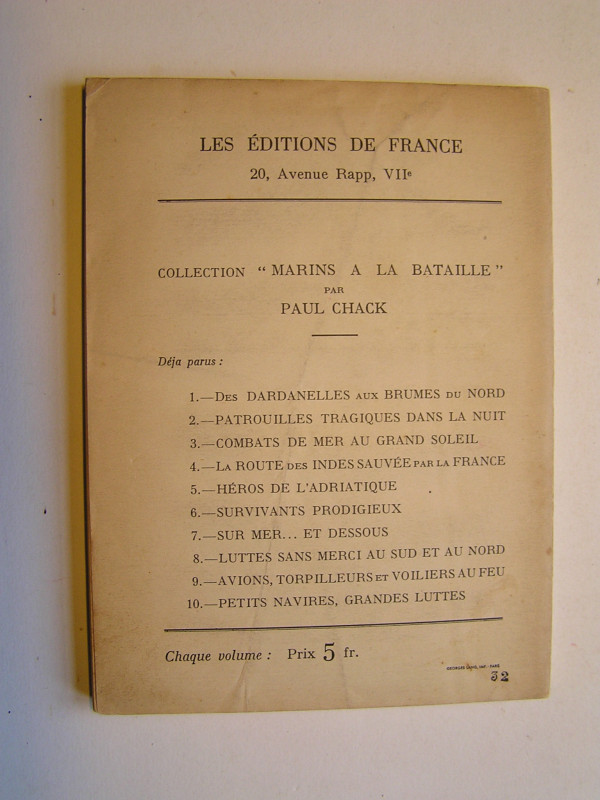 LES ÉDITIONS DE FRANCE
20, Avenue Rapp, VIIᵉ
COLLECTION “ MARINS A LA BATAILLE ”
PAR
PAUL CHACK
Déja parus :
1.—DES DARDANELLES AUX BRUMES DU NORD
2.—PATROUILLES TRAGIQUES DANS LA NUIT
3.—COMBATS DE MER AU GRAND SOLEIL
4.—LA ROUTE DES INDES SAUVÉE PAR LA FRANCE
5.—HÉROS DE L'ADRIATIQUE
6.—SURVIVANTS PRODIGIEUX
7.—SUR MER... ET DESSOUS
8.—LUTTES SANS MERCI AU SUD ET AU NORD
9.—AVIONS, TORPILLEURS ET VOILIERS AU FEU
10.—PETITS NAVIRES, GRANDES LUTTES
Chaque volume : Prix 5 fr.
GEORGES
32